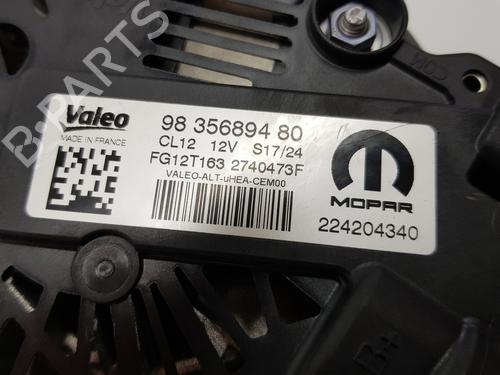 Valeo
MADE IN FRANCE
98 356894 80
CL12 12V S17/24
FG12T163 2740473F
VALEO-ALT-uHEA-CEM00
MOPAR
224204340
COM
B+
B-PARTS